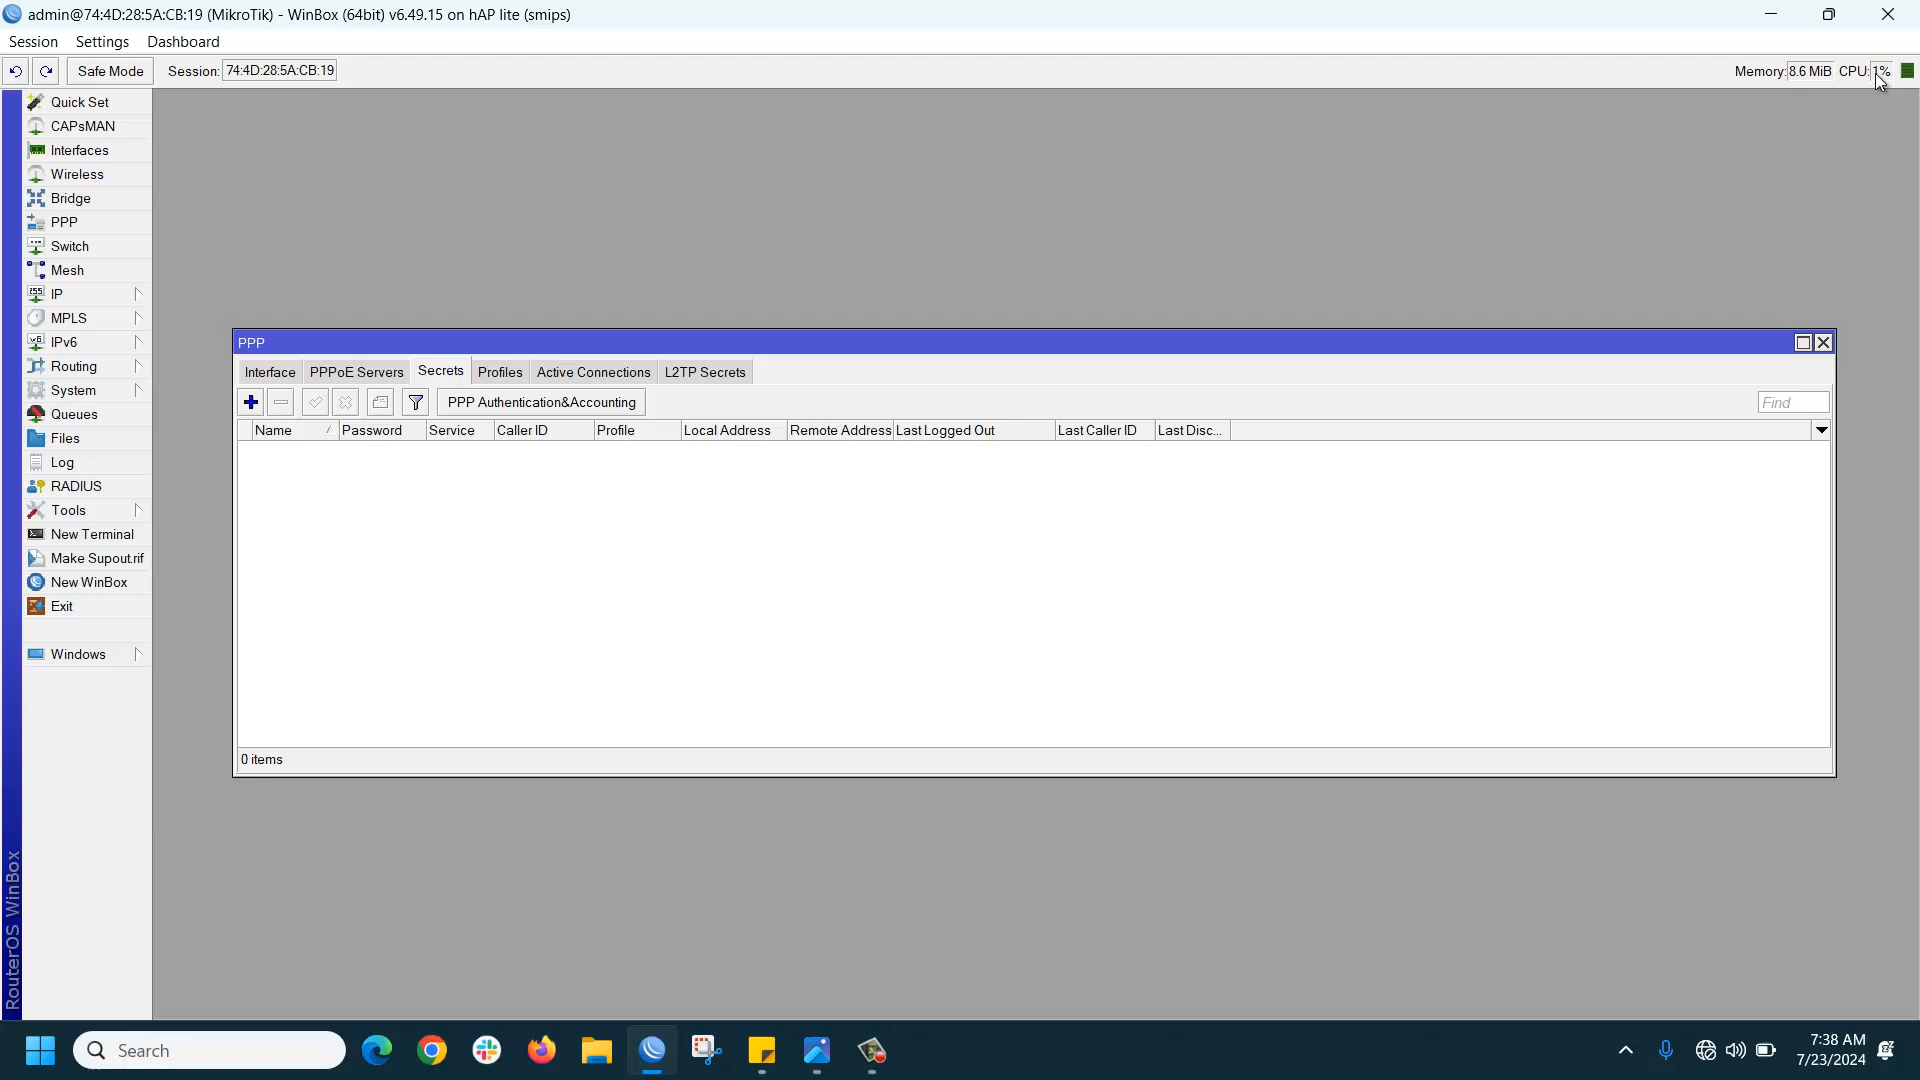 admin@74:4D:28:5A:CB:19 (MikroTik) - WinBox (64bit) v6.49.15 on hAP lite (smips)
Session Settings Dashboard
Safe Mode Session: 74:4D:28:5A:CB:19 Memory: 8.6 MiB CPU: 1%
Quick Set
CAPsMAN
Interfaces
Wireless
Bridge
PPP
Switch
Mesh
IP
MPLS
IPv6
Routing
System
Queues
Files
Log
RADIUS
Tools
New Terminal
Make Supout.rif
New WinBox
Exit
Windows
RouterOS WinBox
PPP
Interface PPPoE Servers Secrets Profiles Active Connections L2TP Secrets
PPP Authentication&Accounting Find
Name Password Service Caller ID Profile Local Address Remote Address Last Logged Out Last Caller ID Last Disc...
0 items
Search
7:38 AM
7/23/2024